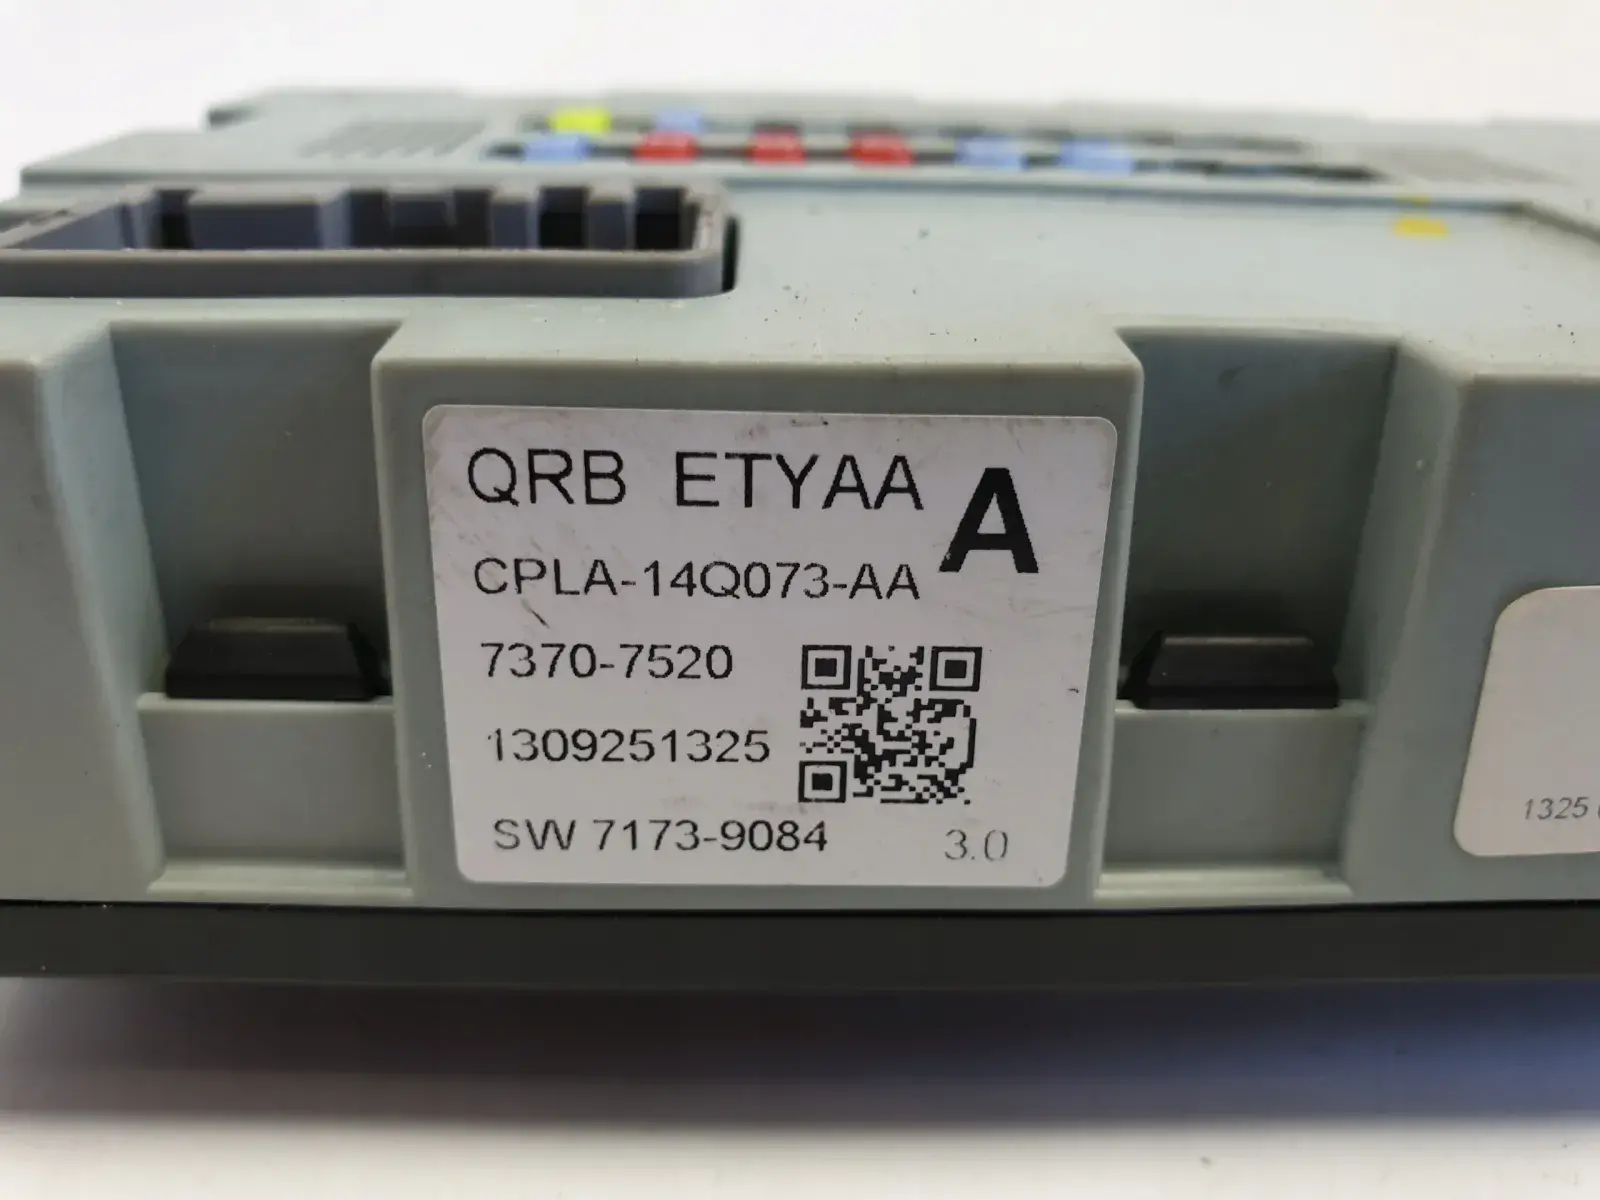 QRB ETYAA A
CPLA-14Q073-AA
7370-7520
1309251325
SW 7173-9084 3.0
1325